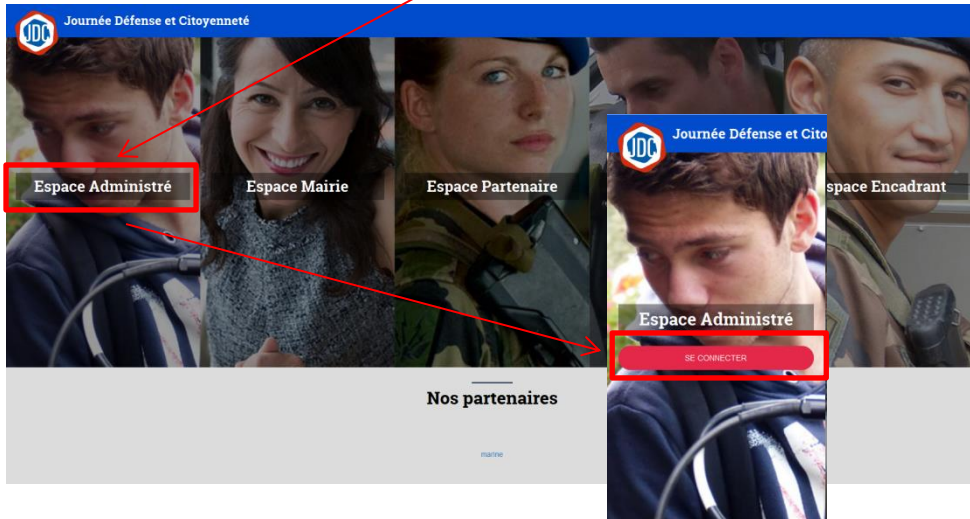 JDC
Journée Défense et Citoyenneté
Espace Administré
Espace Mairie
Espace Partenaire
space Encadrant
JDC
Journée Défense et Cito
Espace Administré
SE CONNECTER
Nos partenaires
marine